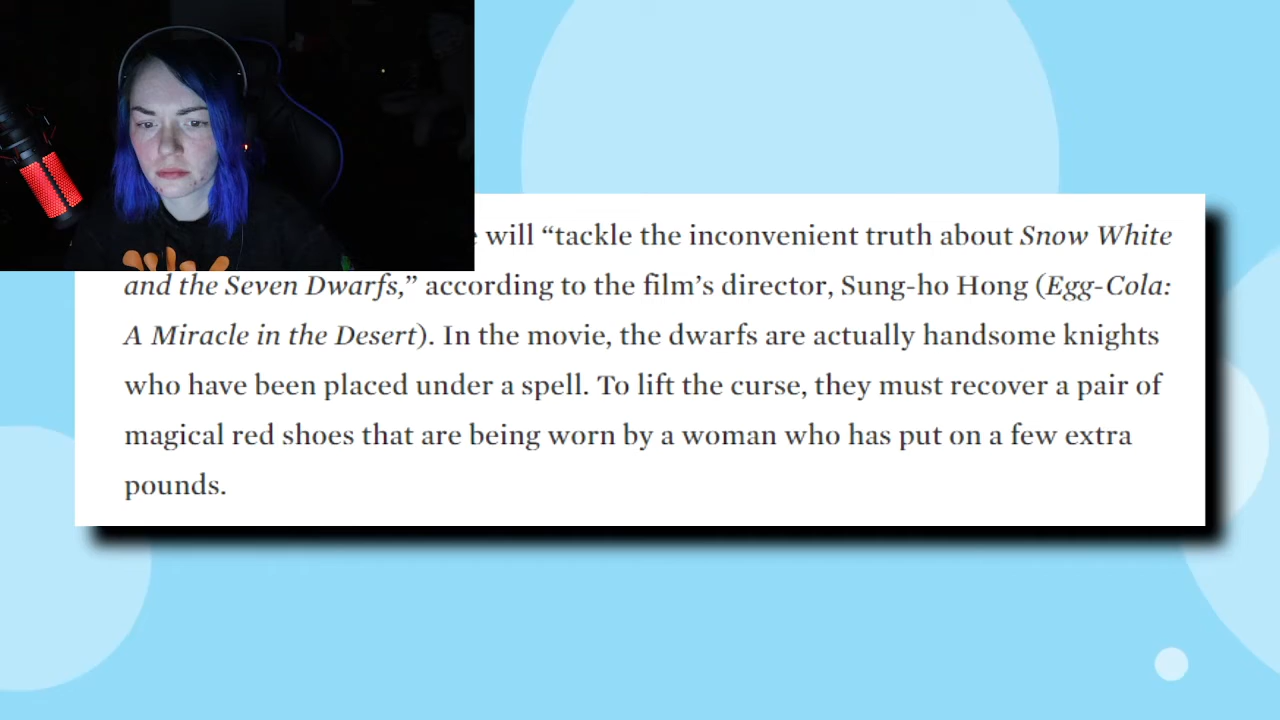 will “tackle the inconvenient truth about Snow White
and the Seven Dwarfs,” according to the film’s director, Sung-ho Hong (Egg-Cola:
A Miracle in the Desert). In the movie, the dwarfs are actually handsome knights
who have been placed under a spell. To lift the curse, they must recover a pair of
magical red shoes that are being worn by a woman who has put on a few extra
pounds.